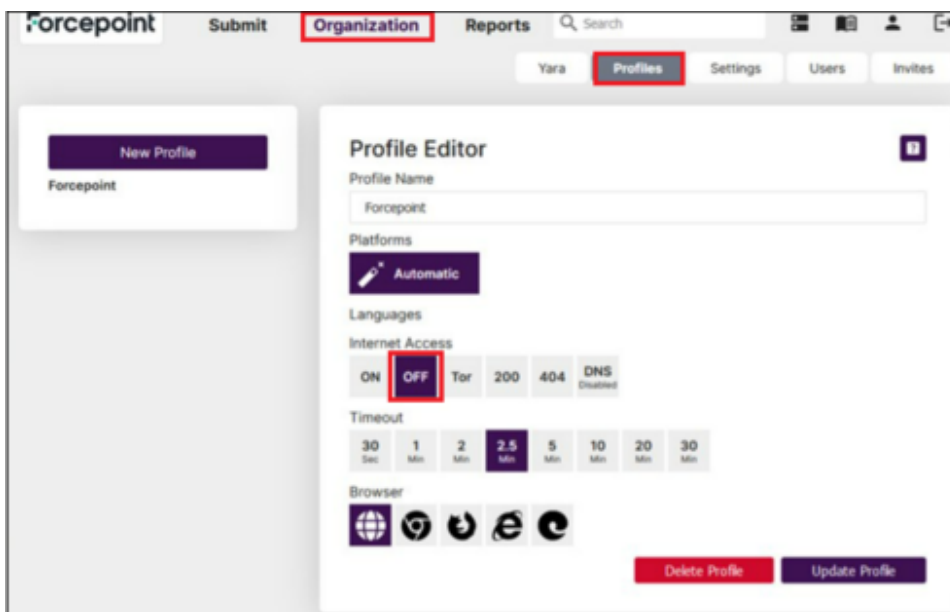 Forcepoint Submit Organization Reports Search
Yara Profiles Settings Users Invites
New Profile
Forcepoint
Profile Editor
?
Profile Name
Forcepoint
Platforms
Automatic
Languages
Internet Access
ON OFF Tor 200 404 DNS
Disabled
Timeout
30 1 2 2.5 5 10 20 30
Sec Min Min Min Min Min Min Min
Browser
Delete Profile Update Profile